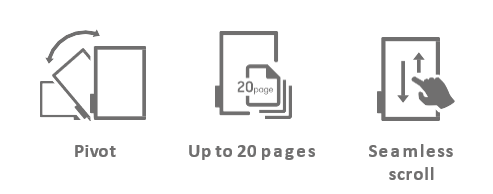 20page
Pivot
Up to 20 pages
Seamless
scroll